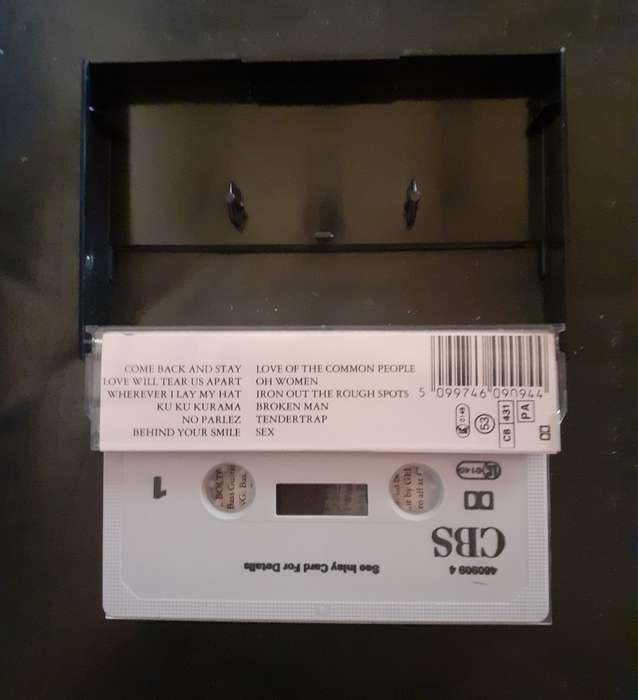 COME BACK AND STAY
LOVE WILL TEAR US APART
WHEREVER I LAY MY HAT
KU KU KURAMA
NO PARLEZ
BEHIND YOUR SMILE
LOVE OF THE COMMON PEOPLE
OH WOMEN
IRON OUT THE ROUGH SPOTS
BROKEN MAN
TENDERTRAP
SEX
5 099746 090944
53
CB 431
PA
1
CBS
460909 4
See Inlay Card For Details